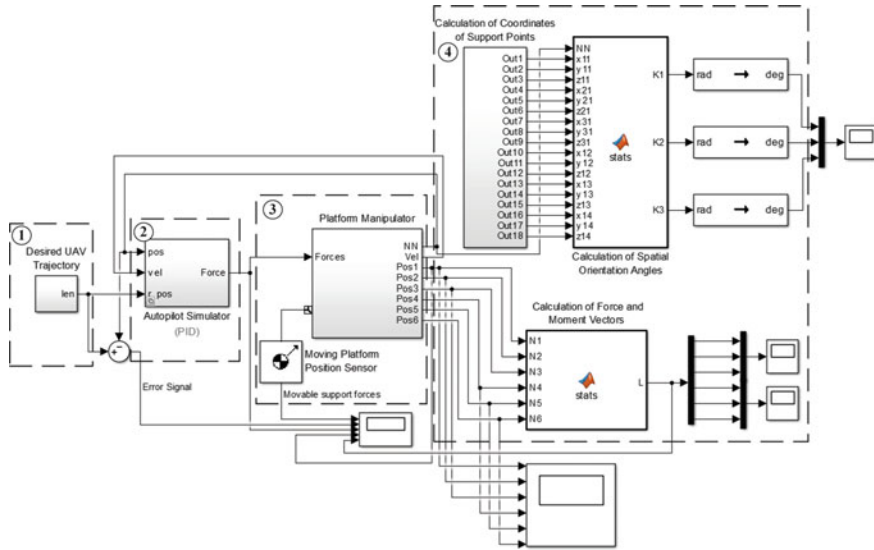 1
Desired UAV
Trajectory
len
Error Signal
2
pos
vel
r_pos
Force
Autopilot Simulator
(PID)
3
Platform Manipulator
Forces
NN
Vel
Pos1
Pos2
Pos3
Pos4
Pos5
Pos6
Moving Platform
Position Sensor
Movable support forces
4
Calculation of Coordinates
of Support Points
Out1
Out2
Out3
Out4
Out5
Out6
Out7
Out8
Out9
Out10
Out11
Out12
Out13
Out14
Out15
Out16
Out17
Out18
NN
x11
y11
z11
x21
y21
z21
x31
y31
z31
x12
y12
z12
x13
y13
z13
x14
y14
z14
stats
K1
K2
K3
Calculation of Spatial
Orientation Angles
rad deg
rad deg
rad deg
Calculation of Force and
Moment Vectors
N1
N2
N3
N4
N5
N6
stats
L